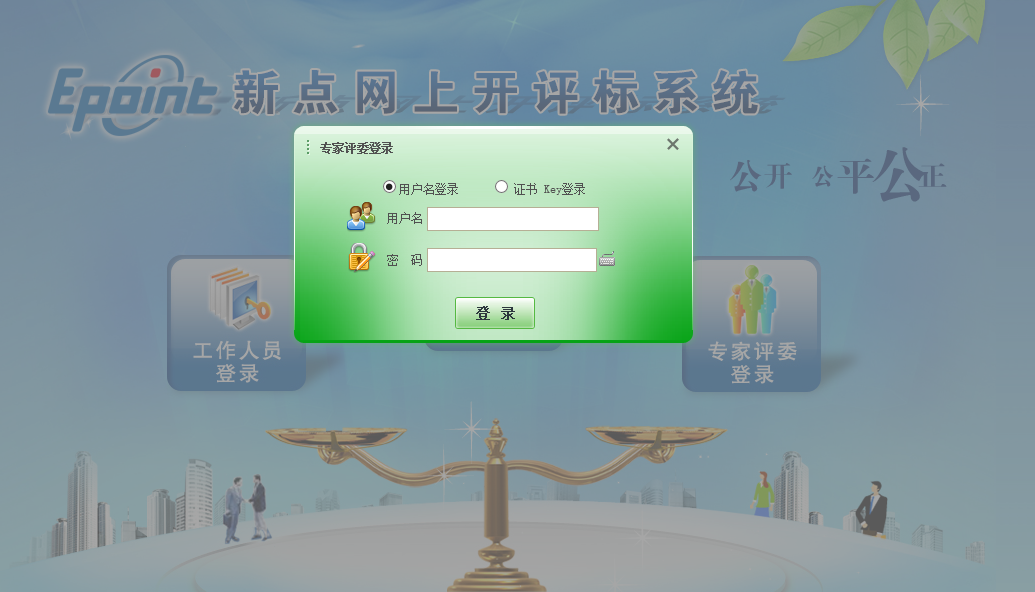 Epoint 新点网上开评标系统
专家评委登录
公开 公平公正
用户名登录 证书 Key登录
用户名
密 码
登 录
工作人员
登录
专家评委
登录